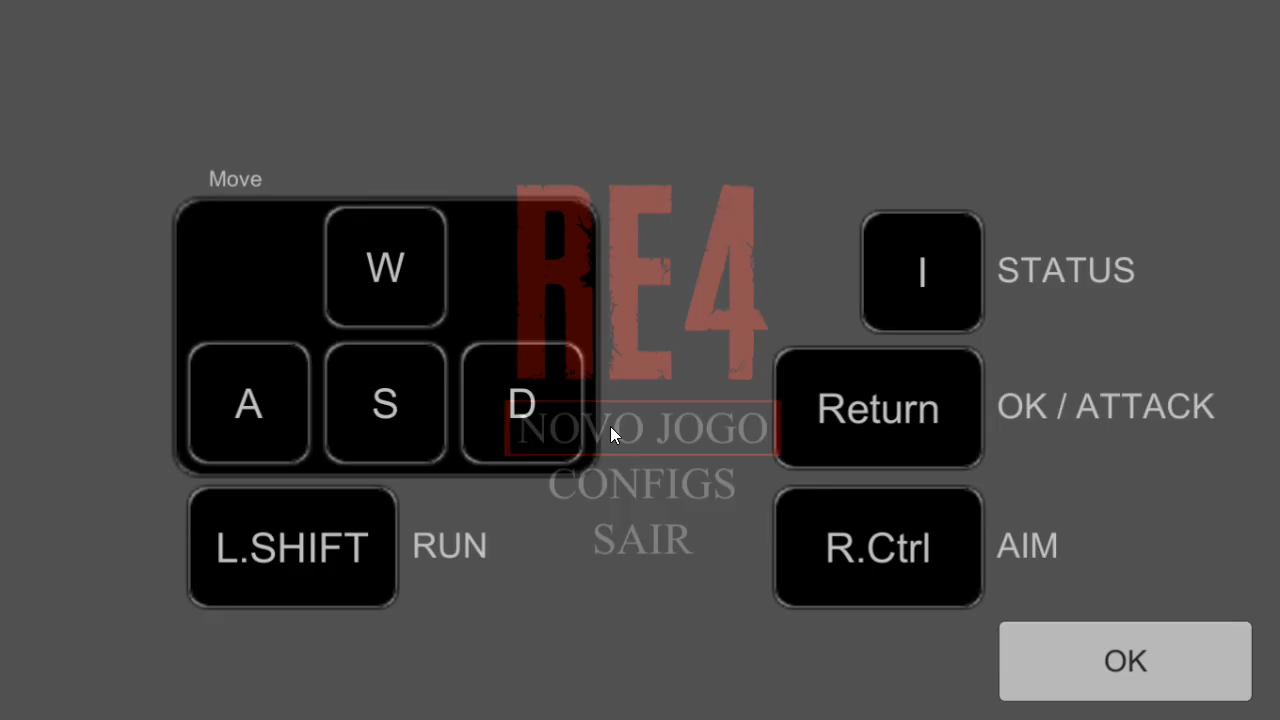 Move
W
A S D
L.SHIFT RUN
RE4
NOVO JOGO
CONFIGS
SAIR
I STATUS
Return OK / ATTACK
R.Ctrl AIM
OK